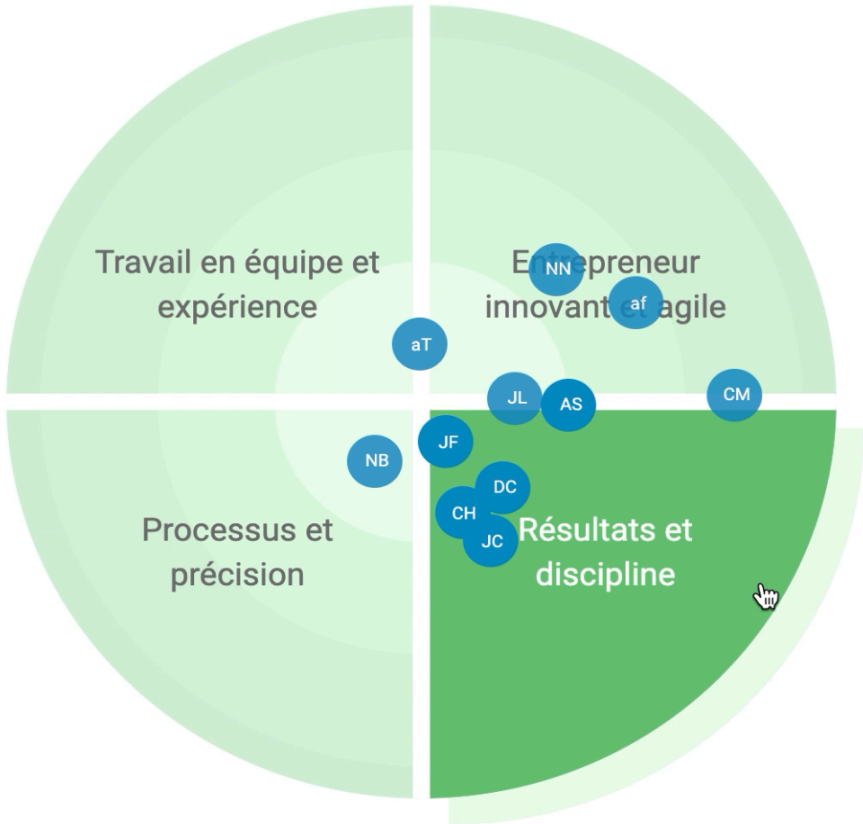 Travail en équipe et
expérience
Entrepreneur
innovant et agile
NN
af
aT
JL
AS
CM
JF
NB
DC
CH
JC
Processus et
précision
Résultats et
discipline